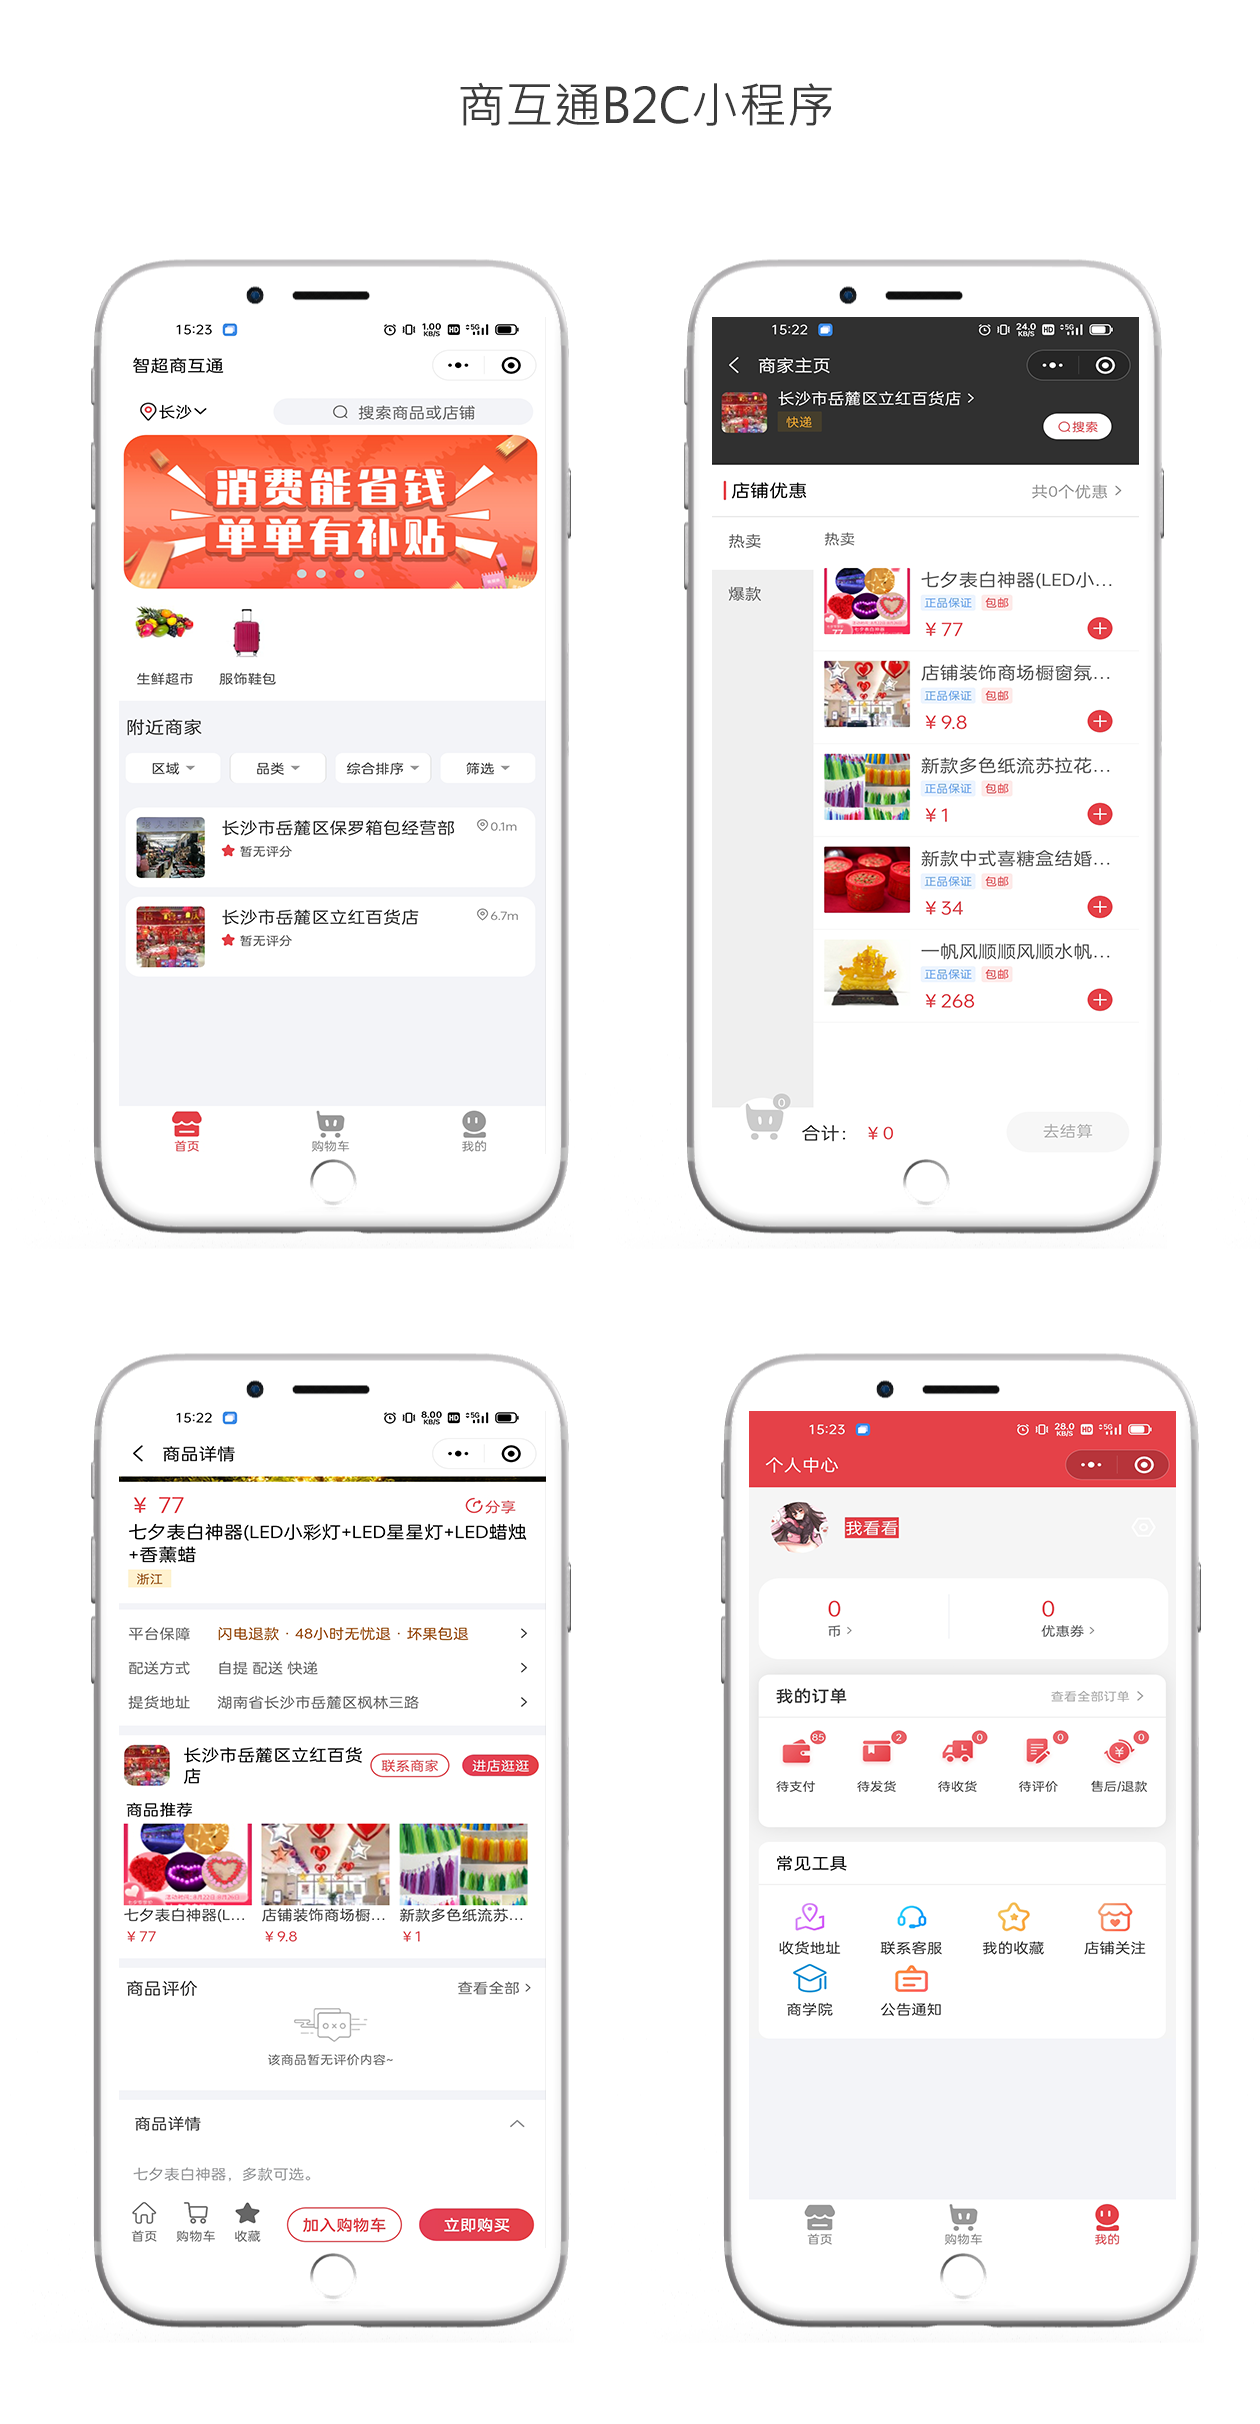 商互通B2C小程序
15:23
1.00 KB/S HD 5G
智超商互通
长沙
搜索商品或店铺
消费能省钱
单单有补贴
生鲜超市 服饰鞋包
附近商家
区域 品类 综合排序 筛选
长沙市岳麓区保罗箱包经营部 0.1m
暂无评分
长沙市岳麓区立红百货店 6.7m
暂无评分
首页 购物车 我的
15:22
24.0 KB/S HD 5G
商家主页
长沙市岳麓区立红百货店 >
快递
搜索
店铺优惠 共0个优惠 >
热卖
爆款
热卖
七夕表白神器(LED小...
正品保证 包邮
¥77
店铺装饰商场橱窗氛...
正品保证 包邮
¥9.8
新款多色纸流苏拉花...
正品保证 包邮
¥1
新款中式喜糖盒结婚...
正品保证 包邮
¥34
一帆风顺顺风顺水帆...
正品保证 包邮
¥268
0
合计： ¥0 去结算
15:22
8.00 KB/S HD 5G
商品详情
¥ 77 分享
七夕表白神器(LED小彩灯+LED星星灯+LED蜡烛
+香薰蜡
浙江
平台保障 闪电退款 · 48小时无忧退 · 坏果包退 >
配送方式 自提 配送 快递 >
提货地址 湖南省长沙市岳麓区枫林三路 >
长沙市岳麓区立红百货
店
联系商家 进店逛逛
商品推荐
七夕表白神器(L... 店铺装饰商场橱... 新款多色纸流苏...
¥77 ¥9.8 ¥1
商品评价 查看全部 >
该商品暂无评价内容~
商品详情
七夕表白神器，多款可选。
首页 购物车 收藏 加入购物车 立即购买
15:23
28.0 KB/S HD 5G
个人中心
我看看
0 0
币 > 优惠券 >
我的订单 查看全部订单 >
85 2 0 0 0
待支付 待发货 待收货 待评价 售后/退款
常见工具
收货地址 联系客服 我的收藏 店铺关注
商学院 公告通知
首页 购物车 我的